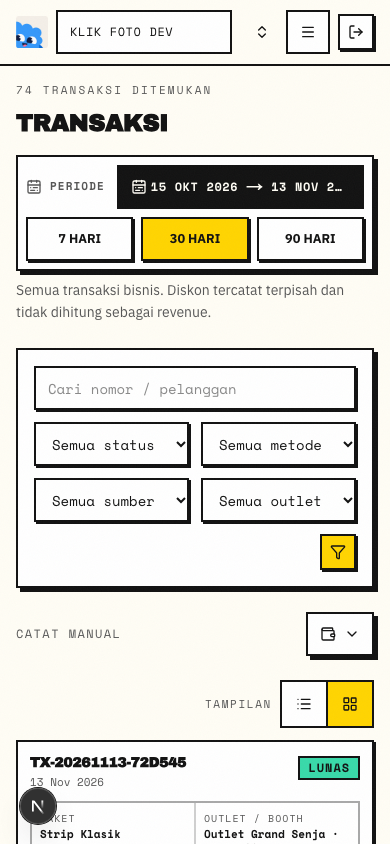 KLIK FOTO DEV
74 TRANSAKSI DITEMUKAN
TRANSAKSI
PERIODE
15 OKT 2026 → 13 NOV 2…
7 HARI
30 HARI
90 HARI
Semua transaksi bisnis. Diskon tercatat terpisah dan
tidak dihitung sebagai revenue.
Cari nomor / pelanggan
Semua status
Semua metode
Semua sumber
Semua outlet
CATAT MANUAL
TAMPILAN
TX-20261113-72D545
LUNAS
13 Nov 2026
N
OUTLET / BOOTH
Strip Klasik
Outlet Grand Senja ·